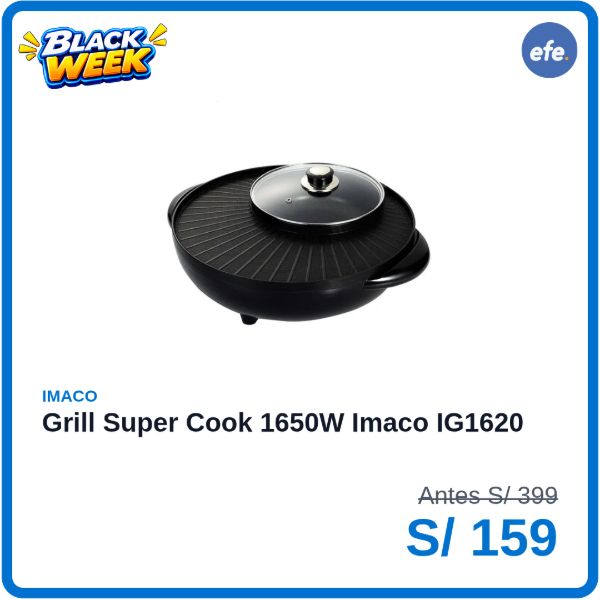 BLACK
WEEK
efe.
IMACO
Grill Super Cook 1650W Imaco IG1620
Antes S/ 399
S/ 159